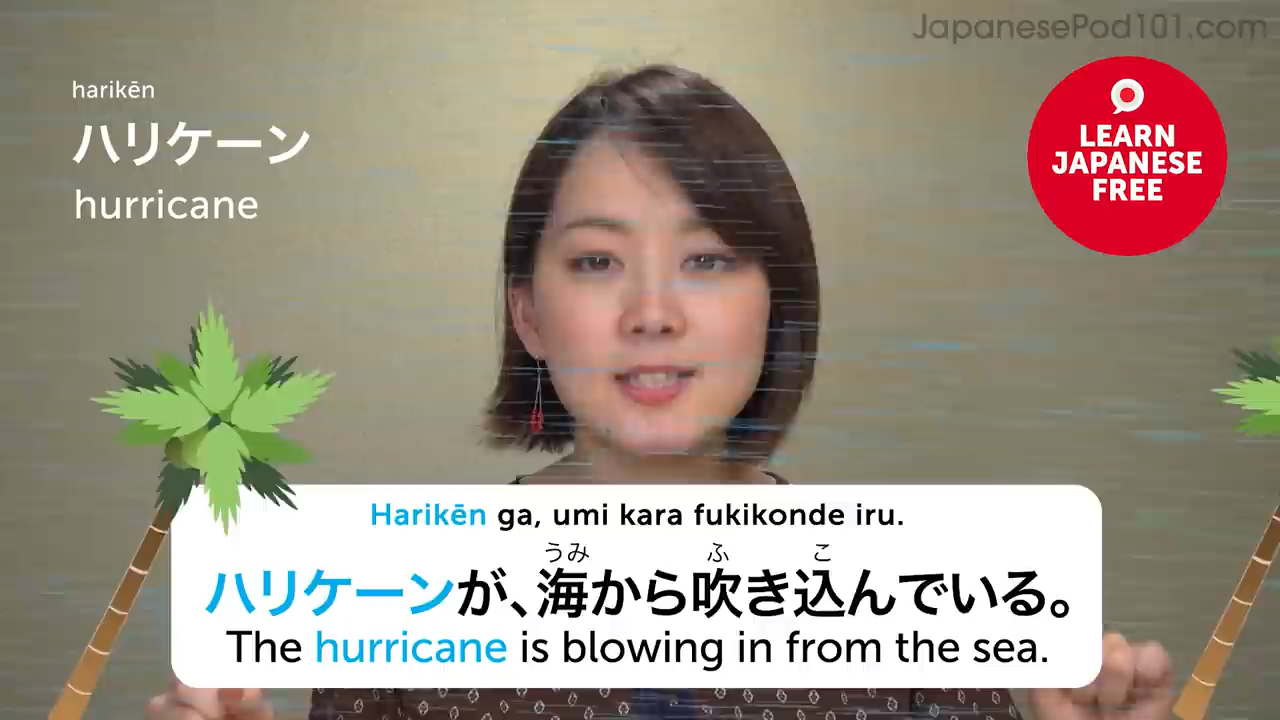 JapanesePod101.com
harikēn
ハリケーン
hurricane
LEARN
JAPANESE
FREE
Harikēn ga, umi kara fukikonde iru.
うみ ふ こ
ハリケーンが、海から吹き込んでいる。
The hurricane is blowing in from the sea.